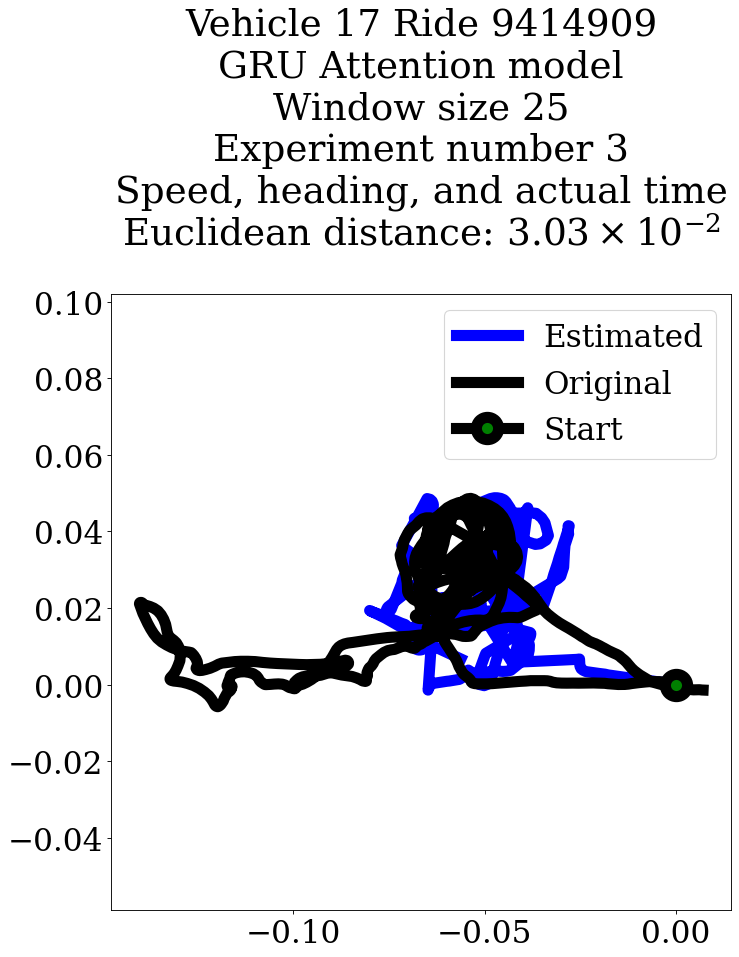 Vehicle 17 Ride 9414909
GRU Attention model
Window size 25
Experiment number 3
Speed, heading, and actual time
Euclidean distance: 3.03 × 10⁻²
0.10
0.08
0.06
0.04
0.02
0.00
−0.02
−0.04
Estimated
Original
Start
−0.10
−0.05
0.00